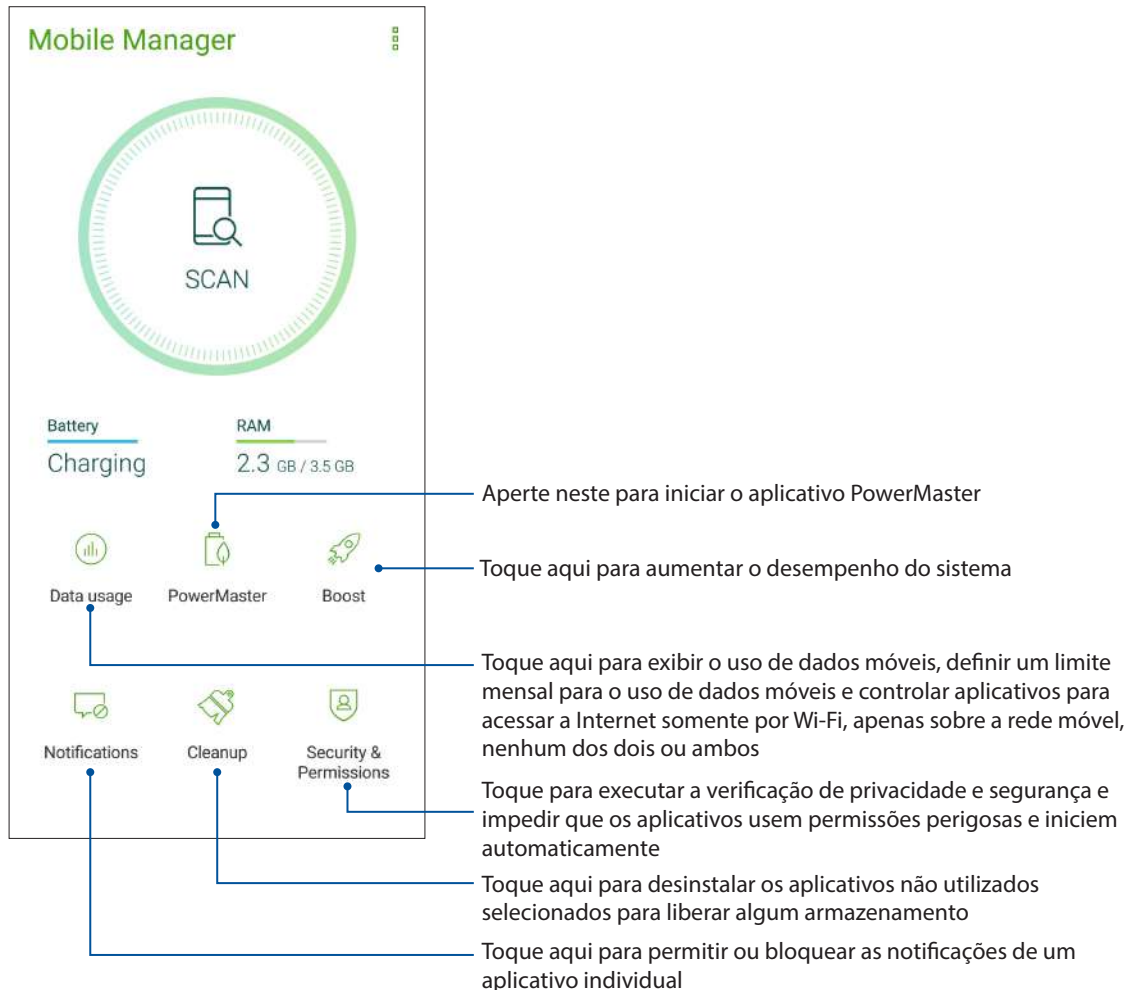 Mobile Manager
SCAN
Battery
RAM
Charging
2.3 GB / 3.5 GB
Aperte neste para iniciar o aplicativo PowerMaster
Toque aqui para aumentar o desempenho do sistema
Data usage
PowerMaster
Boost
Toque aqui para exibir o uso de dados móveis, definir um limite
mensal para o uso de dados móveis e controlar aplicativos para
acessar a Internet somente por Wi-Fi, apenas sobre a rede móvel,
nenhum dos dois ou ambos
Notifications
Cleanup
Security &
Permissions
Toque para executar a verificação de privacidade e segurança e
impedir que os aplicativos usem permissões perigosas e iniciem
automaticamente
Toque aqui para desinstalar os aplicativos não utilizados
selecionados para liberar algum armazenamento
Toque aqui para permitir ou bloquear as notificações de um
aplicativo individual